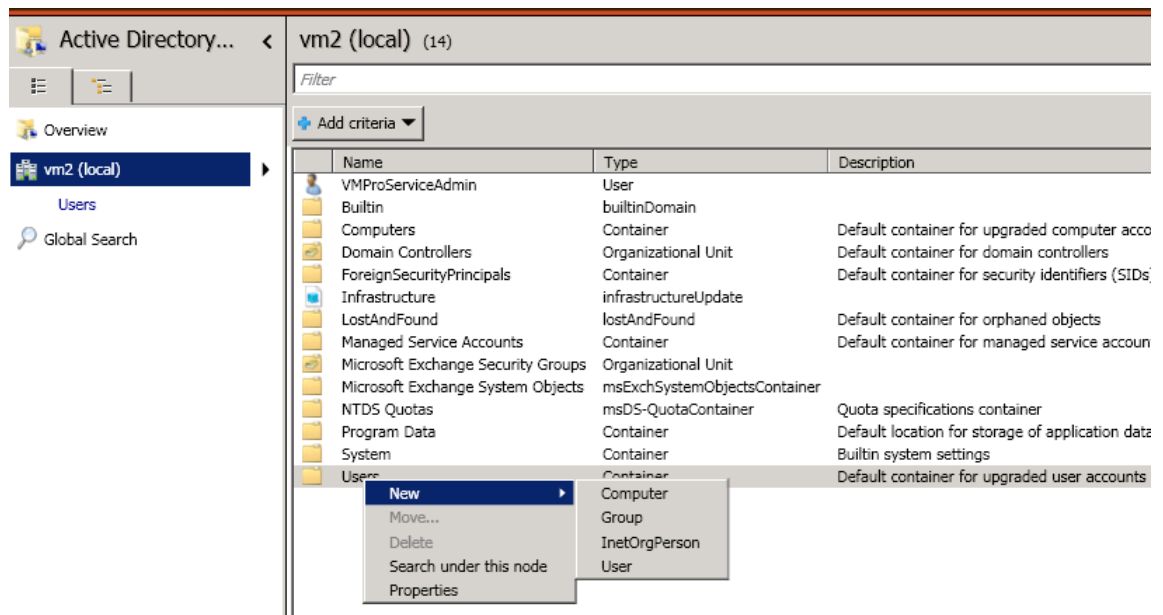 Active Directory...
Overview
vm2 (local)
Users
Global Search
vm2 (local) (14)
Filter
Add criteria
Name Type Description
VMProServiceAdmin User
Builtin builtinDomain
Computers Container Default container for upgraded computer acco
Domain Controllers Organizational Unit Default container for domain controllers
ForeignSecurityPrincipals Container Default container for security identifiers (SIDs)
Infrastructure infrastructureUpdate
LostAndFound lostAndFound Default container for orphaned objects
Managed Service Accounts Container Default container for managed service accoun
Microsoft Exchange Security Groups Organizational Unit
Microsoft Exchange System Objects msExchSystemObjectsContainer
NTDS Quotas msDS-QuotaContainer Quota specifications container
Program Data Container Default location for storage of application data
System Container Builtin system settings
Users Container Default container for upgraded user accounts
New
Move...
Delete
Search under this node
Properties
Computer
Group
InetOrgPerson
User